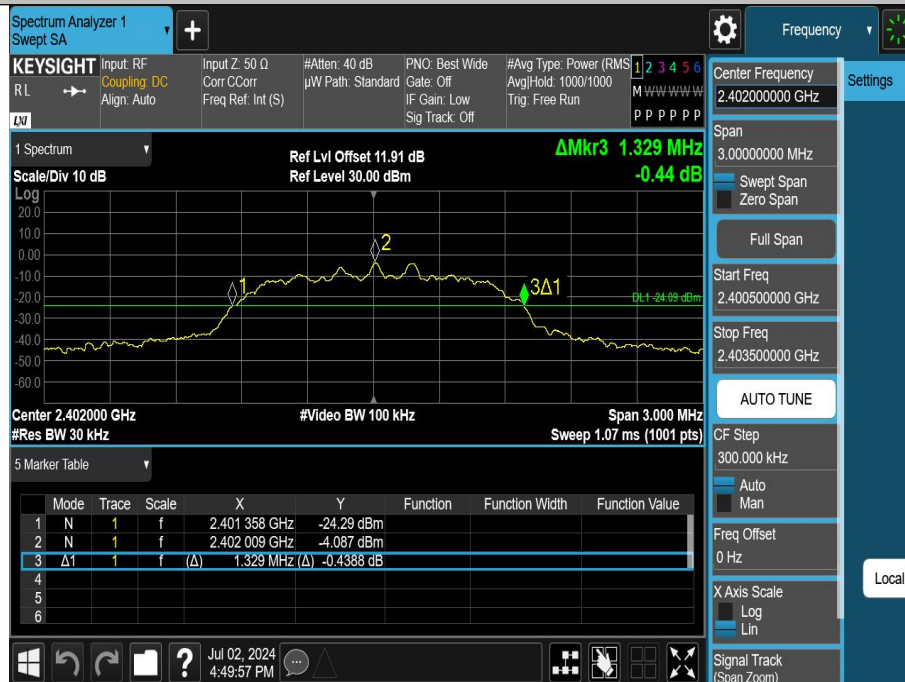 Spectrum Analyzer 1
Swept SA
+
Frequency
KEYSIGHT
RL
LXI
Input: RF
Coupling: DC
Align: Auto
Input Z: 50 Ω
Corr CCorr
Freq Ref: Int (S)
#Atten: 40 dB
µW Path: Standard
PNO: Best Wide
Gate: Off
IF Gain: Low
Sig Track: Off
#Avg Type: Power (RMS
Avg|Hold: 1000/1000
Trig: Free Run
1 2 3 4 5 6
M W W W W W
P P P P P P
1 Spectrum
Scale/Div 10 dB
Ref Lvl Offset 11.91 dB
Ref Level 30.00 dBm
ΔMkr3 1.329 MHz
-0.44 dB
Log
20.0
10.0
0.00
-10.0
-20.0
-30.0
-40.0
-50.0
-60.0
1
2
3Δ1
DL1 -24.09 dBm
Center 2.402000 GHz
#Video BW 100 kHz
Span 3.000 MHz
#Res BW 30 kHz
Sweep 1.07 ms (1001 pts)
5 Marker Table
Mode Trace Scale X Y Function Function Width Function Value
1 N 1 f 2.401 358 GHz -24.29 dBm
2 N 1 f 2.402 009 GHz -4.087 dBm
3 Δ1 1 f (Δ) 1.329 MHz (Δ) -0.4388 dB
4
5
6
?
Jul 02, 2024
4:49:57 PM
Center Frequency
2.402000000 GHz
Settings
Span
3.00000000 MHz
Swept Span
Zero Span
Full Span
Start Freq
2.400500000 GHz
Stop Freq
2.403500000 GHz
AUTO TUNE
CF Step
300.000 kHz
Auto
Man
Freq Offset
0 Hz
Local
X Axis Scale
Log
Lin
Signal Track
(Span Zoom)